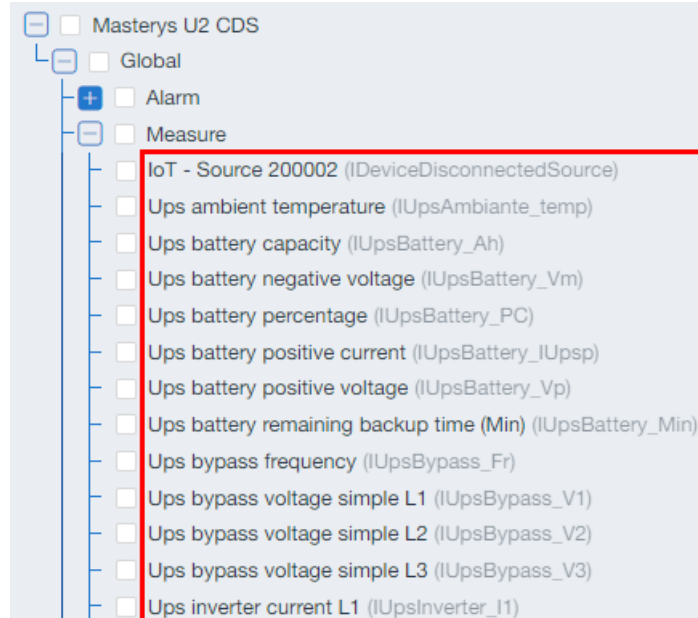 Masterys U2 CDS
Global
Alarm
Measure
IoT - Source 200002 (IDeviceDisconnectedSource)
Ups ambient temperature (IUpsAmbiante_temp)
Ups battery capacity (IUpsBattery_Ah)
Ups battery negative voltage (IUpsBattery_Vm)
Ups battery percentage (IUpsBattery_PC)
Ups battery positive current (IUpsBattery_IUpsp)
Ups battery positive voltage (IUpsBattery_Vp)
Ups battery remaining backup time (Min) (IUpsBattery_Min)
Ups bypass frequency (IUpsBypass_Fr)
Ups bypass voltage simple L1 (IUpsBypass_V1)
Ups bypass voltage simple L2 (IUpsBypass_V2)
Ups bypass voltage simple L3 (IUpsBypass_V3)
Ups inverter current L1 (IUpsInverter_I1)